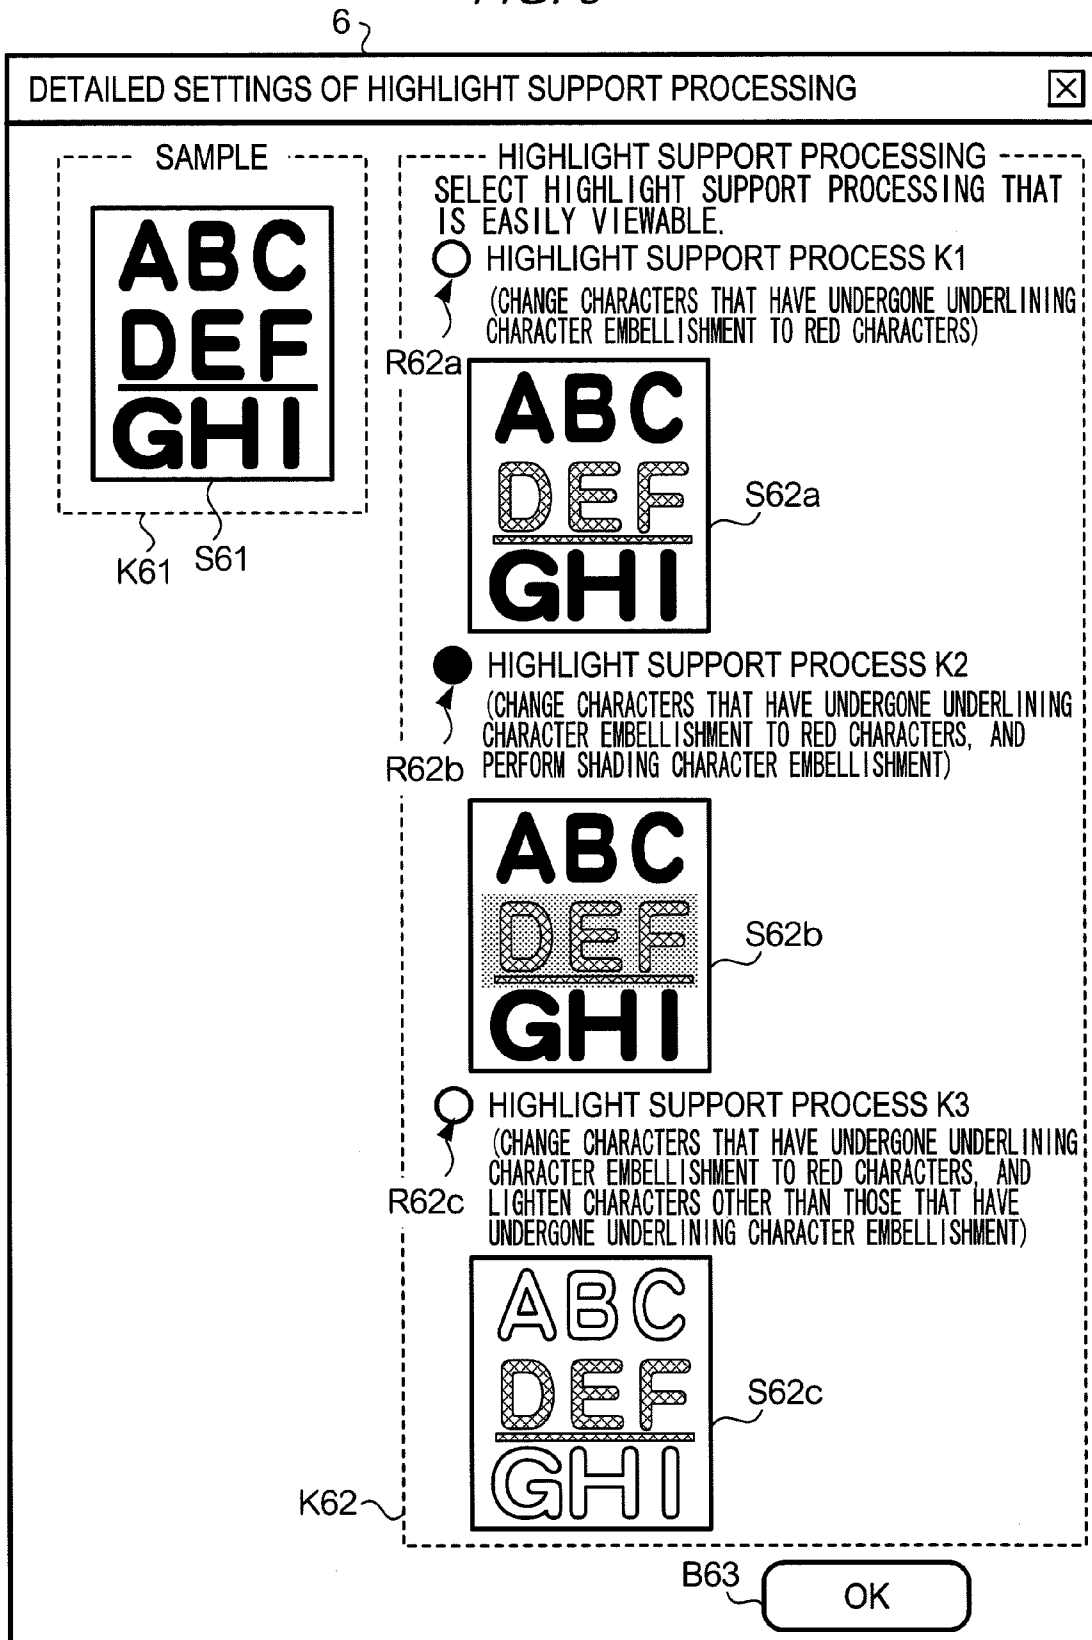 6
DETAILED SETTINGS OF HIGHLIGHT SUPPORT PROCESSING
SAMPLE
ABC
DEF
GHI
K61
S61
HIGHLIGHT SUPPORT PROCESSING
SELECT HIGHLIGHT SUPPORT PROCESSING THAT
IS EASILY VIEWABLE.
HIGHLIGHT SUPPORT PROCESS K1
(CHANGE CHARACTERS THAT HAVE UNDERGONE UNDERLINING
CHARACTER EMBELLISHMENT TO RED CHARACTERS)
R62a
ABC
DEF
GHI
S62a
HIGHLIGHT SUPPORT PROCESS K2
(CHANGE CHARACTERS THAT HAVE UNDERGONE UNDERLINING
CHARACTER EMBELLISHMENT TO RED CHARACTERS, AND
PERFORM SHADING CHARACTER EMBELLISHMENT)
R62b
ABC
DEF
GHI
S62b
HIGHLIGHT SUPPORT PROCESS K3
(CHANGE CHARACTERS THAT HAVE UNDERGONE UNDERLINING
CHARACTER EMBELLISHMENT TO RED CHARACTERS, AND
LIGHTEN CHARACTERS OTHER THAN THOSE THAT HAVE
UNDERGONE UNDERLINING CHARACTER EMBELLISHMENT)
R62c
ABC
DEF
GHI
S62c
K62
B63
OK